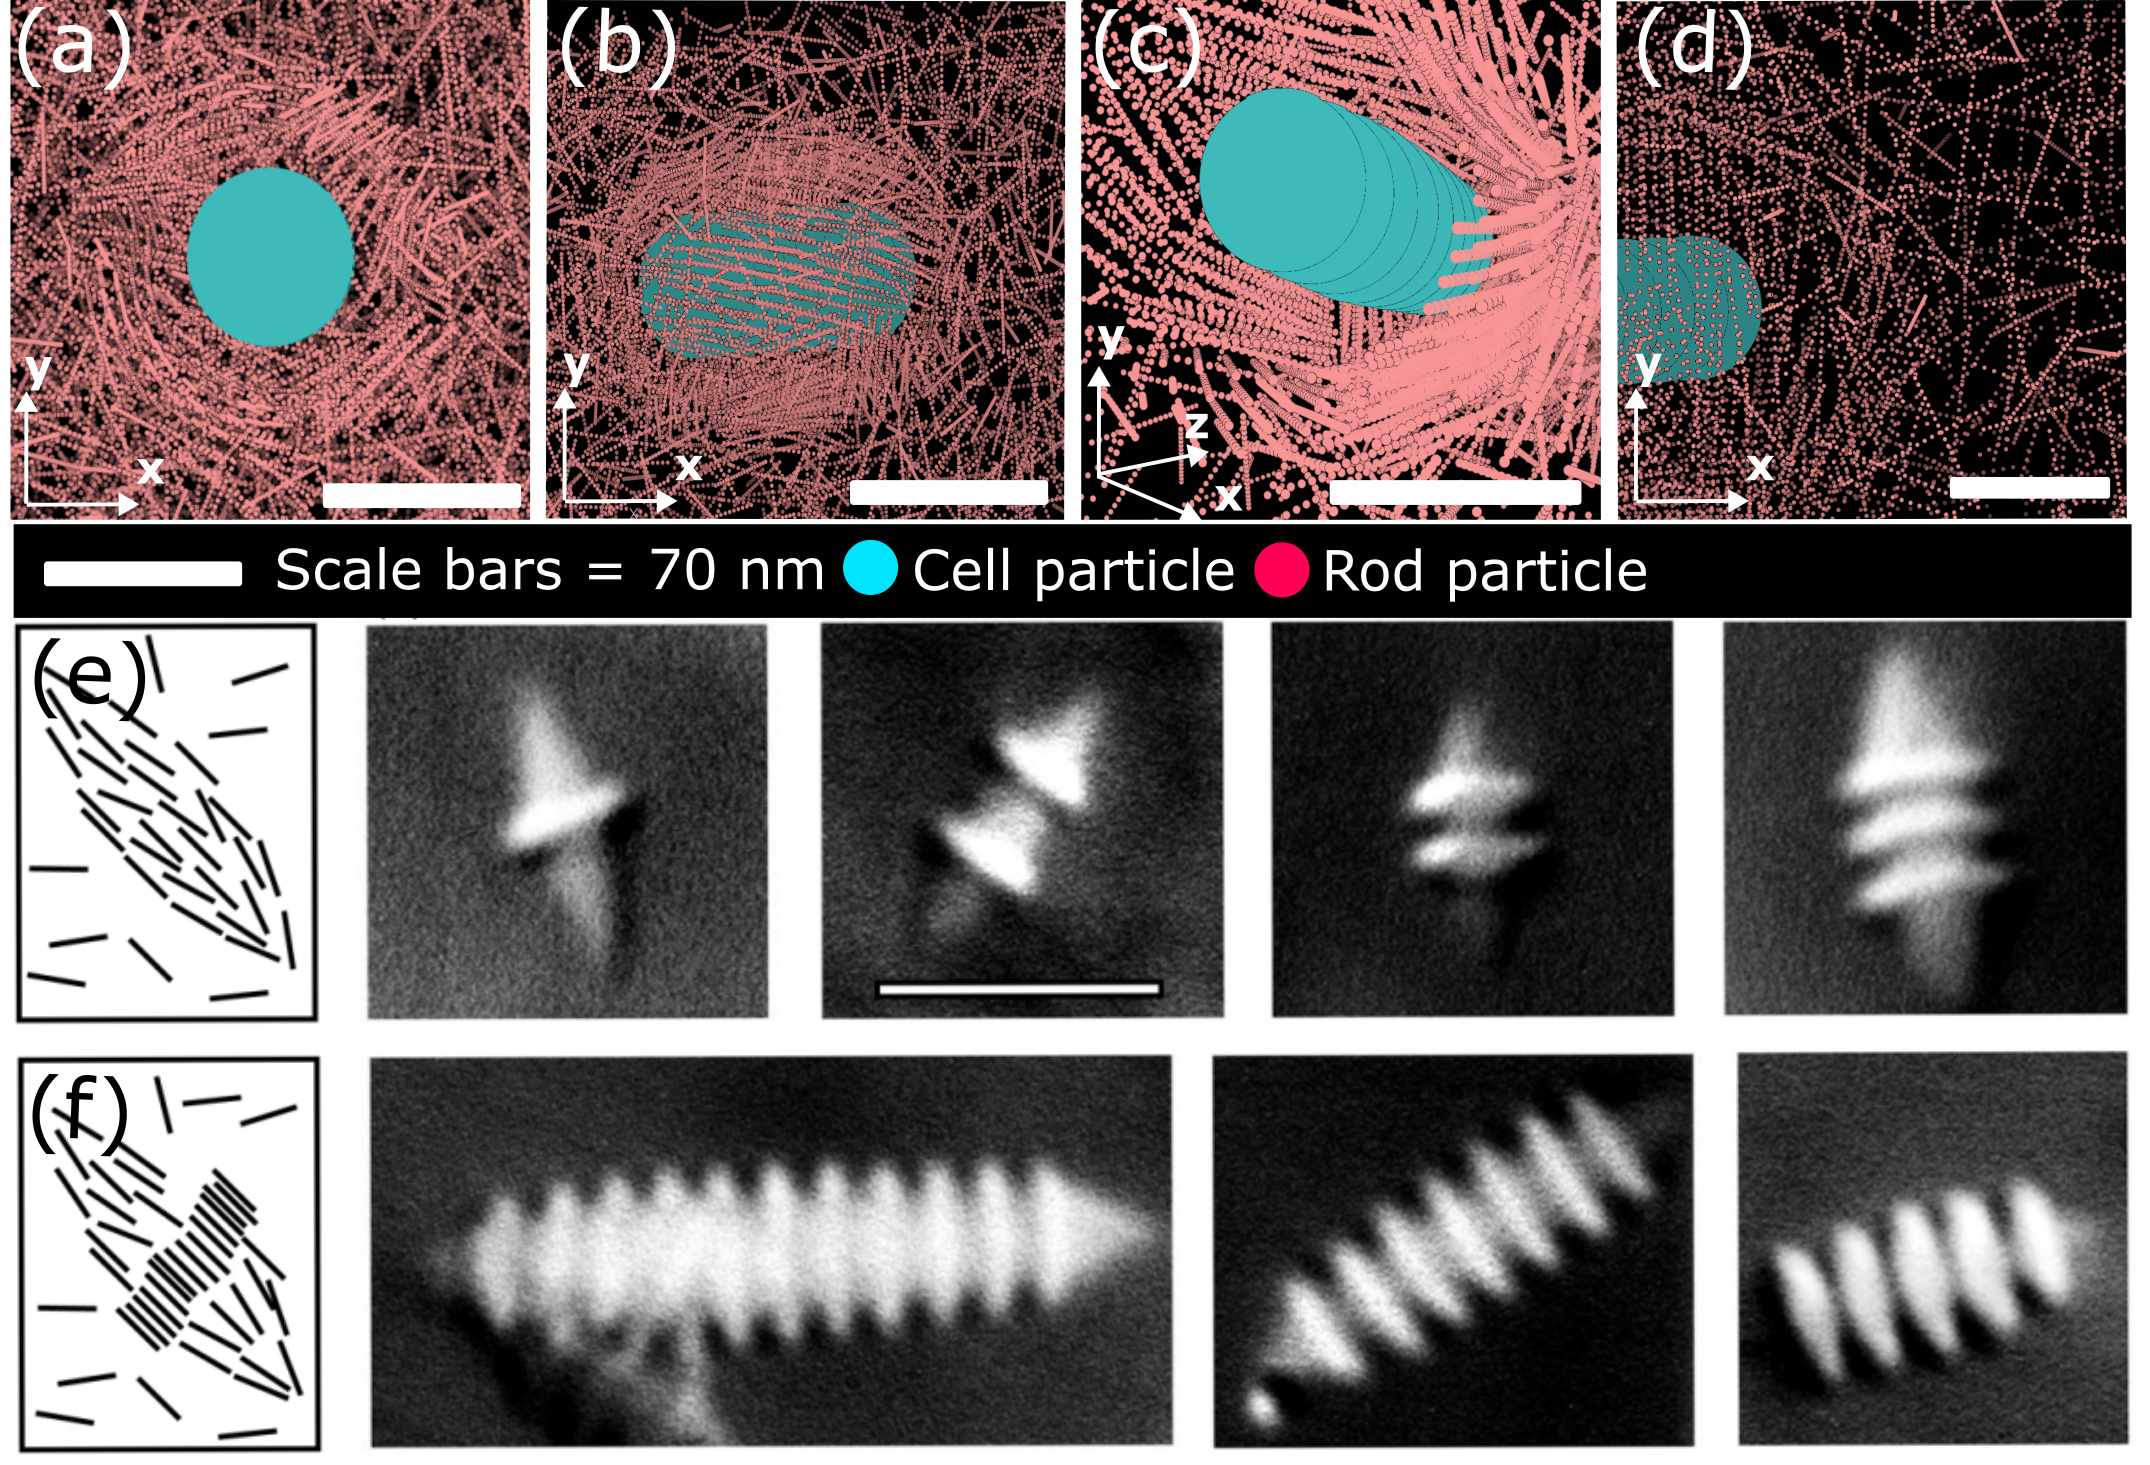 (a)
(b)
(c)
(d)
y
x
y
x
y
z
x
y
x
Scale bars = 70 nm Cell particle Rod particle
(e)
(f)